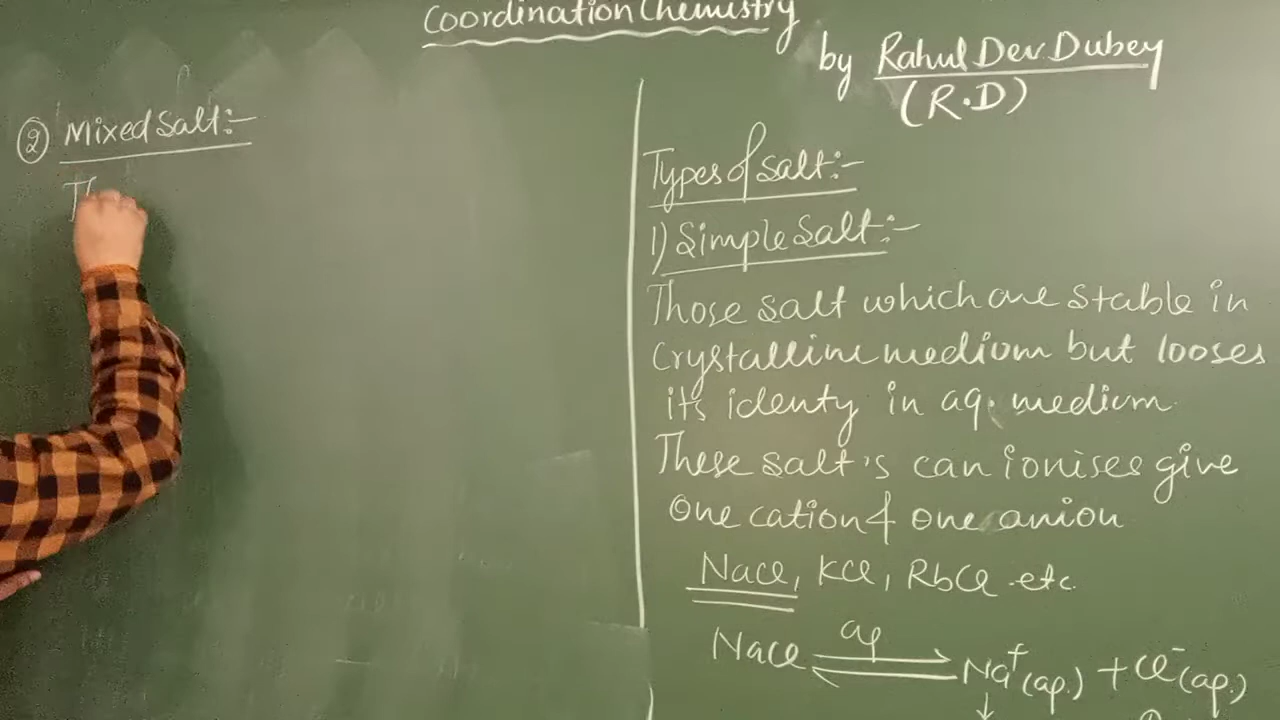 Coordination Chemistry
by Rahul Dev Dubey
(R.D)
② Mixed Salt:-
Types of salt:-
1) Simple Salt:-
Those salt which are stable in
Crystalline medium but looses
its identy in aq. medium.
These salt's can ionises give
One cation & one anion
NaCl, KCl, RbCl etc.
NaCl ⇌ aq Na⁺(aq.) + Cl⁻(aq.)